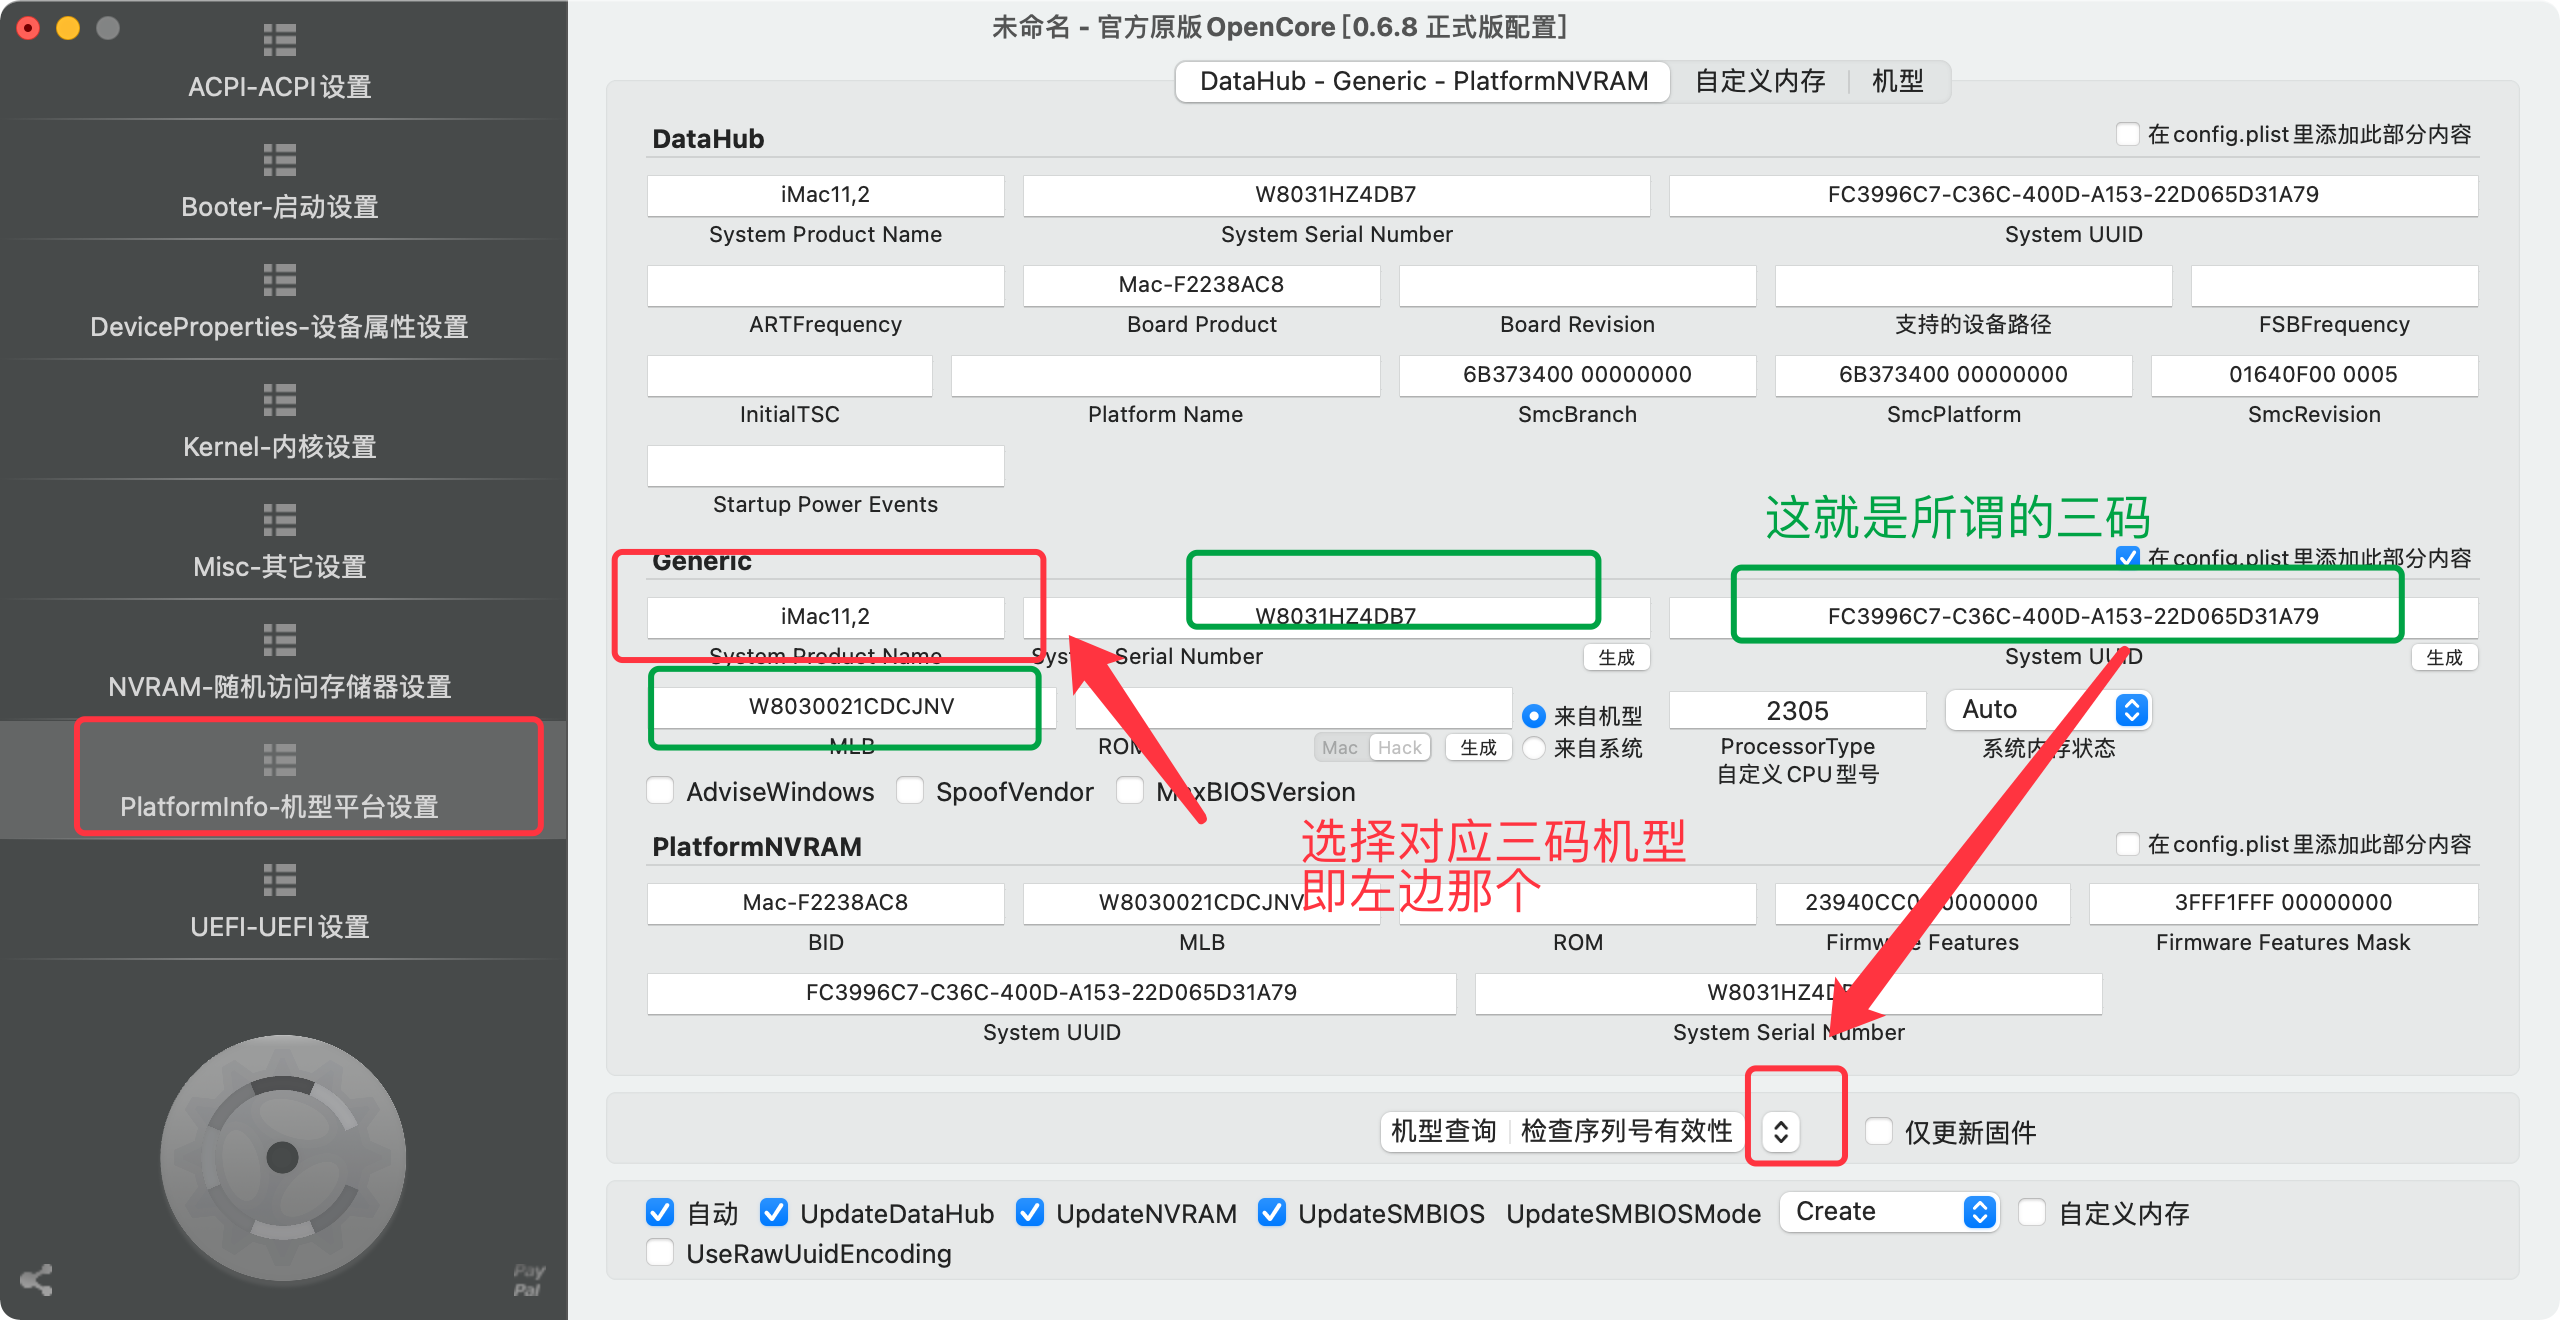 未命名 - 官方原版OpenCore [0.6.8 正式版配置]
ACPI-ACPI设置
Booter-启动设置
DeviceProperties-设备属性设置
Kernel-内核设置
Misc-其它设置
NVRAM-随机访问存储器设置
PlatformInfo-机型平台设置
UEFI-UEFI设置
Pay
Pal
DataHub - Generic - PlatformNVRAM 自定义内存 机型
DataHub 在config.plist里添加此部分内容
iMac11,2 W8031HZ4DB7 FC3996C7-C36C-400D-A153-22D065D31A79
System Product Name System Serial Number System UUID
Mac-F2238AC8
ARTFrequency Board Product Board Revision 支持的设备路径 FSBFrequency
6B373400 00000000 6B373400 00000000 01640F00 0005
InitialTSC Platform Name SmcBranch SmcPlatform SmcRevision
Startup Power Events
这就是所谓的三码
Generic 在config.plist里添加此部分内容
iMac11,2 W8031HZ4DB7 FC3996C7-C36C-400D-A153-22D065D31A79
System Product Name System Serial Number 生成 System UUID 生成
W8030021CDCJNV 来自机型 2305 Auto
MLB ROM Mac Hack 生成 来自系统 ProcessorType 系统内存状态
自定义CPU型号
AdviseWindows SpoofVendor MaxBIOSVersion
选择对应三码机型
即左边那个
PlatformNVRAM 在config.plist里添加此部分内容
Mac-F2238AC8 W8030021CDCJNV 23940CC0 0000000 3FFF1FFF 00000000
BID MLB ROM Firmware Features Firmware Features Mask
FC3996C7-C36C-400D-A153-22D065D31A79 W8031HZ4DB7
System UUID System Serial Number
机型查询 检查序列号有效性 仅更新固件
自动 UpdateDataHub UpdateNVRAM UpdateSMBIOS UpdateSMBIOSMode Create 自定义内存
UseRawUuidEncoding